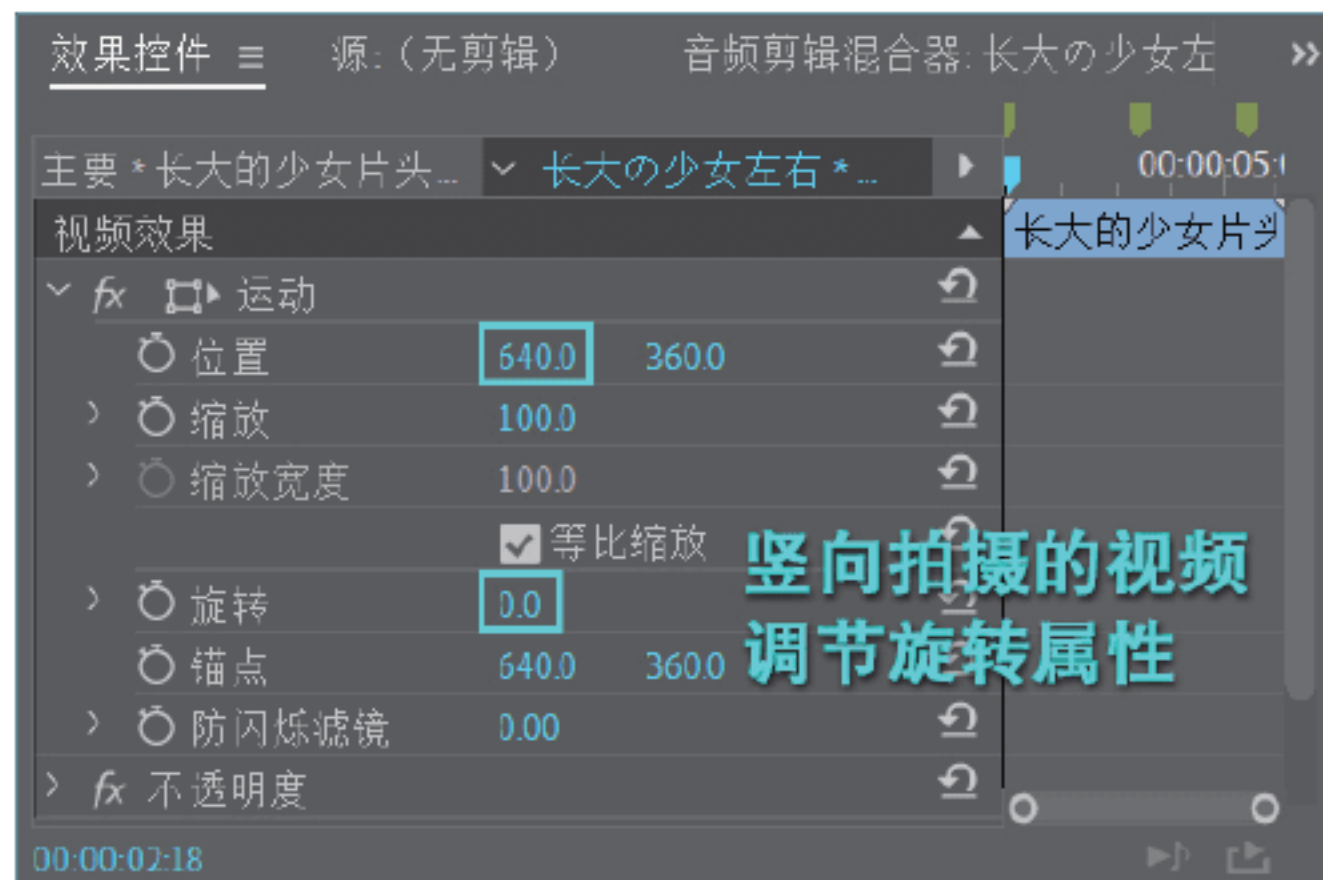 效果控件 ≡ 源:（无剪辑） 音频剪辑混合器: 长大の少女左 »
主要*长大的少女片头... 长大の少女左右*... 00:00:05:
视频效果 长大的少女片头
fx 运动
位置 640.0 360.0
缩放 100.0
缩放宽度 100.0
等比缩放
旋转 0.0
锚点 640.0 360.0
防闪烁滤镜 0.00
fx 不透明度
00:00:02:18
竖向拍摄的视频
调节旋转属性